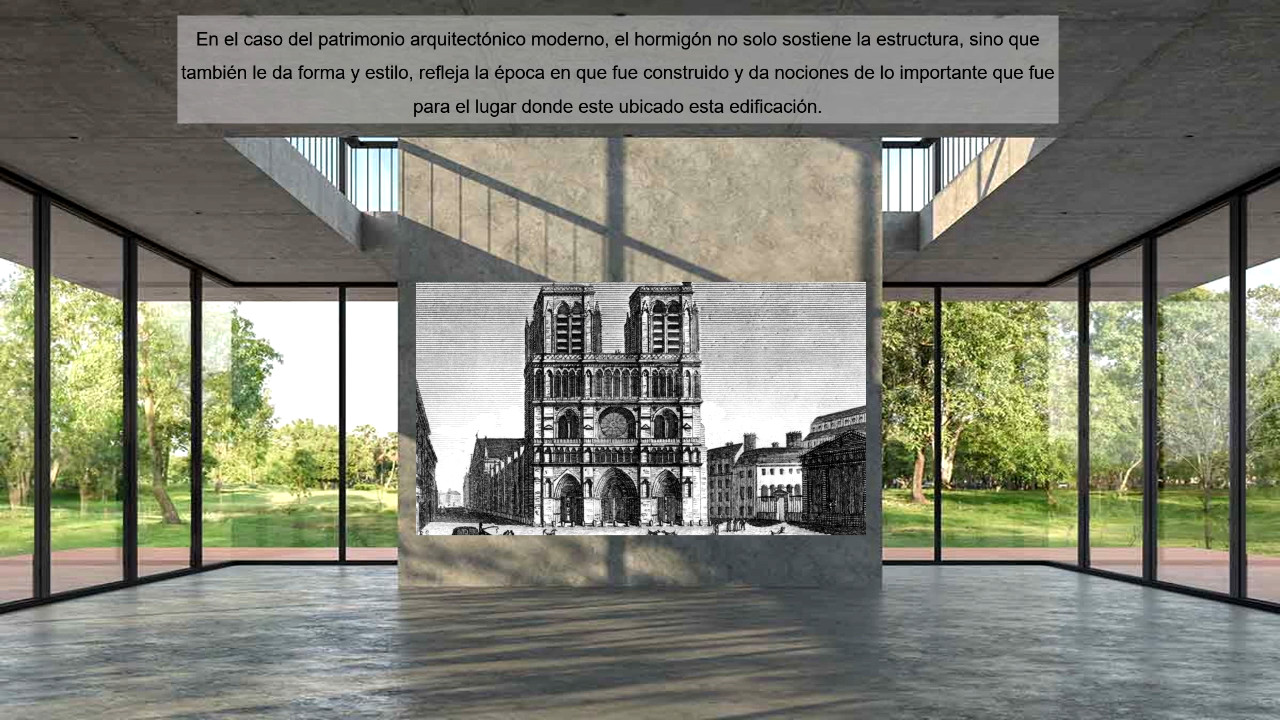 En el caso del patrimonio arquitectónico moderno, el hormigón no solo sostiene la estructura, sino que
también le da forma y estilo, refleja la época en que fue construido y da nociones de lo importante que fue
para el lugar donde este ubicado esta edificación.